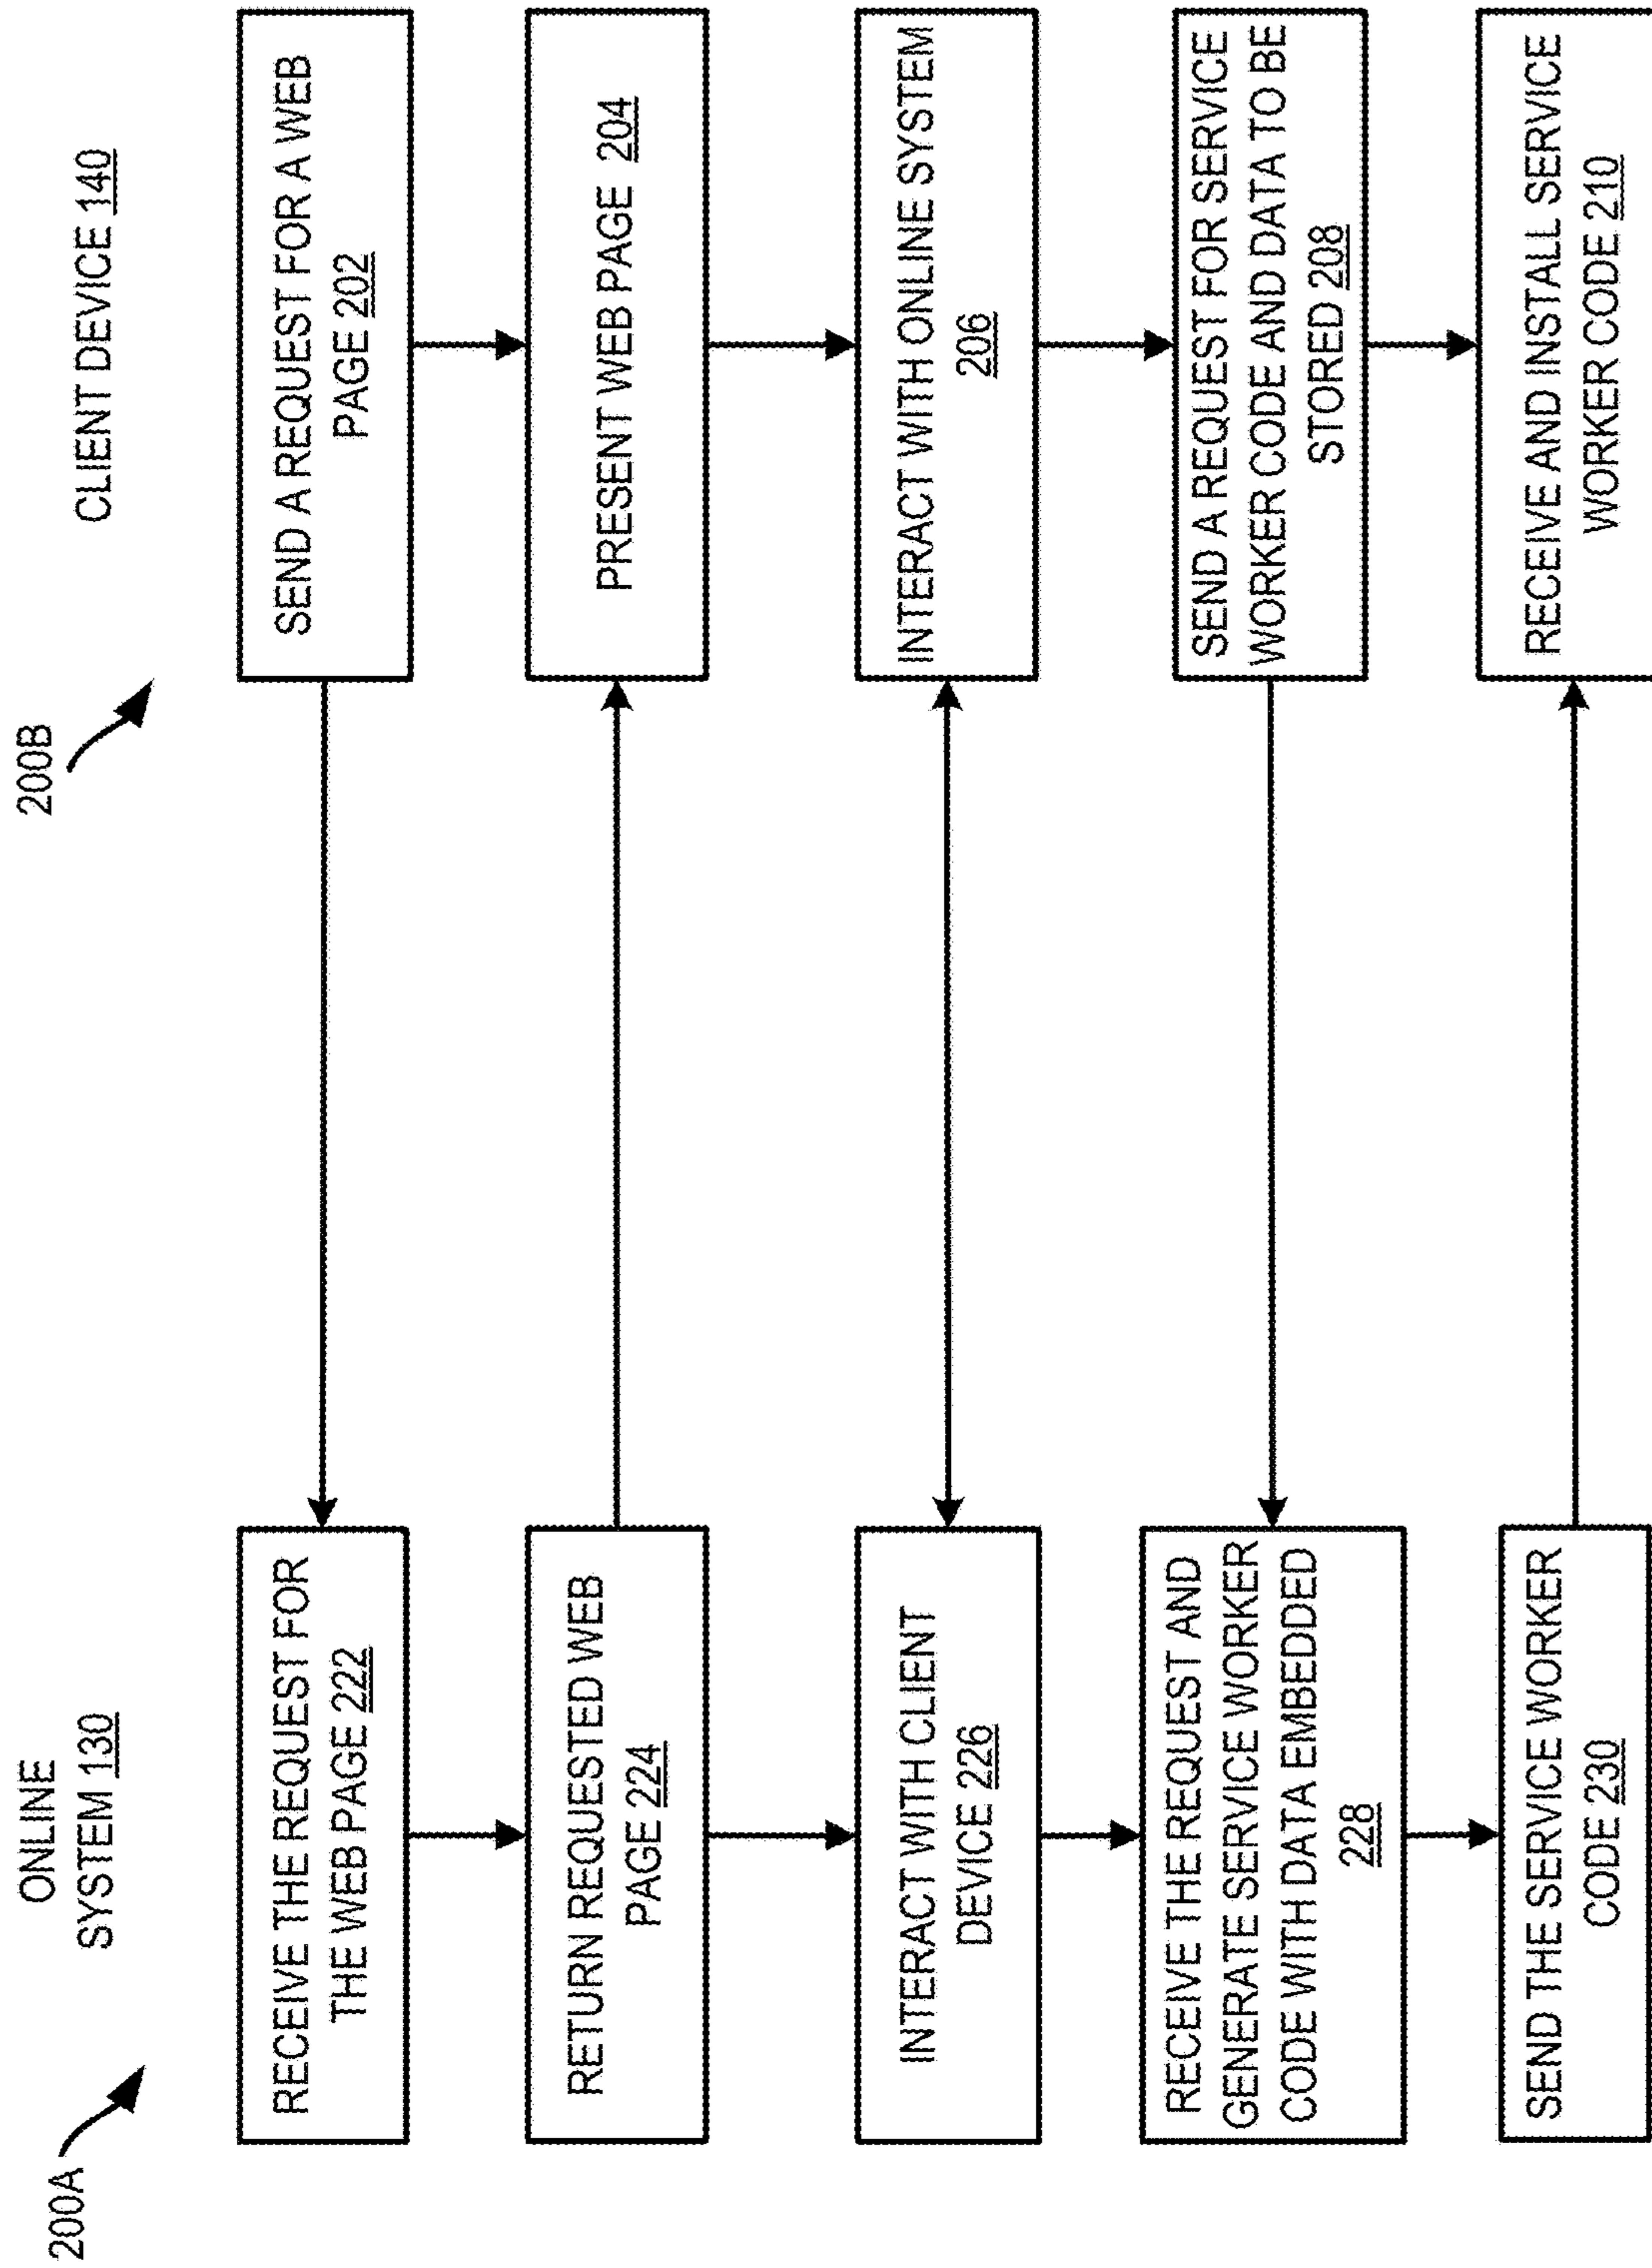 200A
ONLINE
SYSTEM 130
200B
CLIENT DEVICE 140
RECEIVE THE REQUEST FOR
THE WEB PAGE 222
SEND A REQUEST FOR A WEB
PAGE 202
RETURN REQUESTED WEB
PAGE 224
PRESENT WEB PAGE 204
INTERACT WITH CLIENT
DEVICE 226
INTERACT WITH ONLINE SYSTEM
206
RECEIVE THE REQUEST AND
GENERATE SERVICE WORKER
CODE WITH DATA EMBEDDED
228
SEND A REQUEST FOR SERVICE
WORKER CODE AND DATA TO BE
STORED 208
SEND THE SERVICE WORKER
CODE 230
RECEIVE AND INSTALL SERVICE
WORKER CODE 210